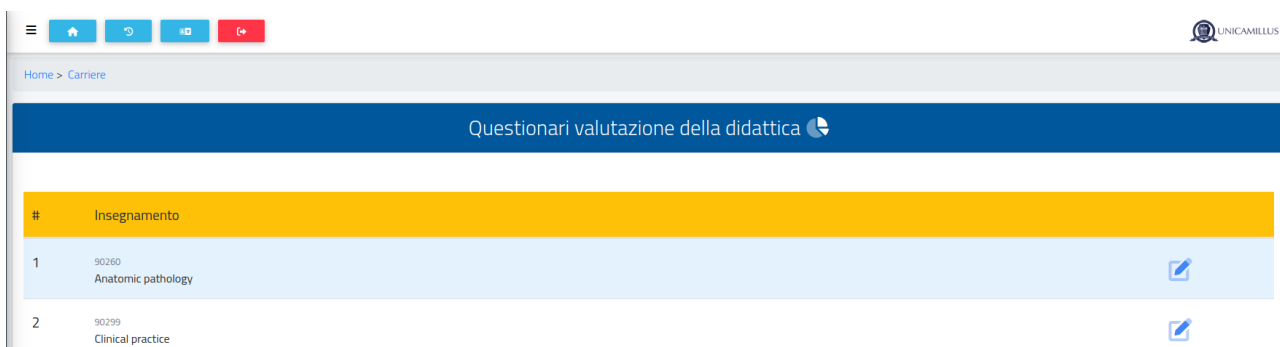 UNICAMILLUS
Home > Carriere
Questionari valutazione della didattica
# Insegnamento
1 90260
Anatomic pathology
2 90299
Clinical practice